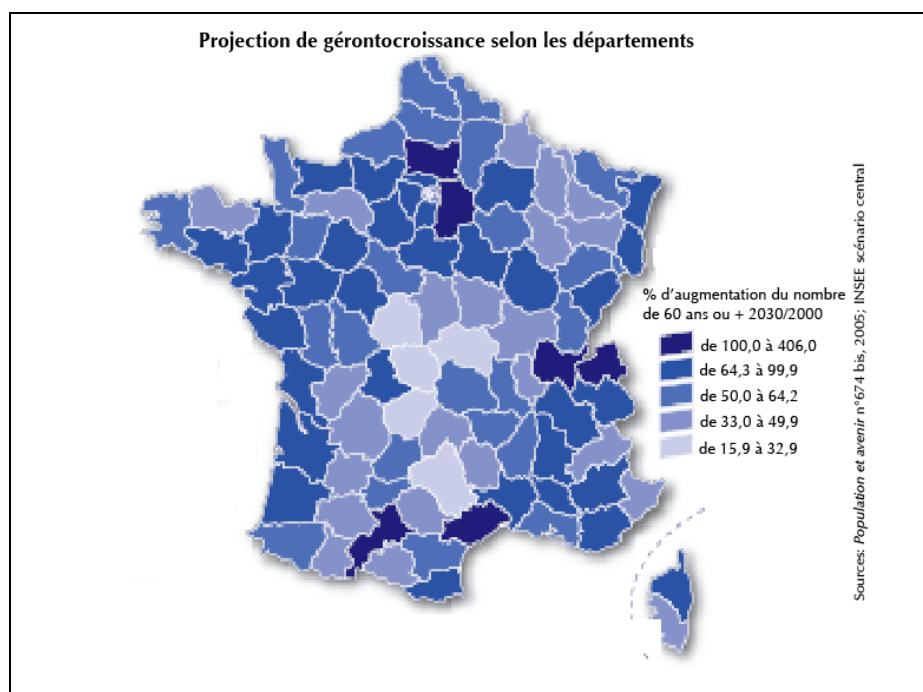 Projection de gérontocroissance selon les départements
% d'augmentation du nombre
de 60 ans ou + 2030/2000
de 100,0 à 406,0
de 64,3 à 99,9
de 50,0 à 64,2
de 33,0 à 49,9
de 15,9 à 32,9
Sources: Population et avenir n°674 bis, 2005; INSEE scénario central